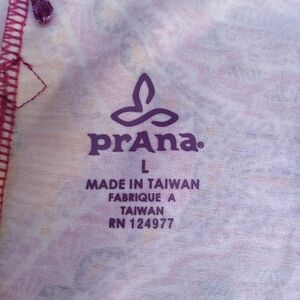 prAna®
L
MADE IN TAIWAN
FABRIQUE A
TAIWAN
RN 124977